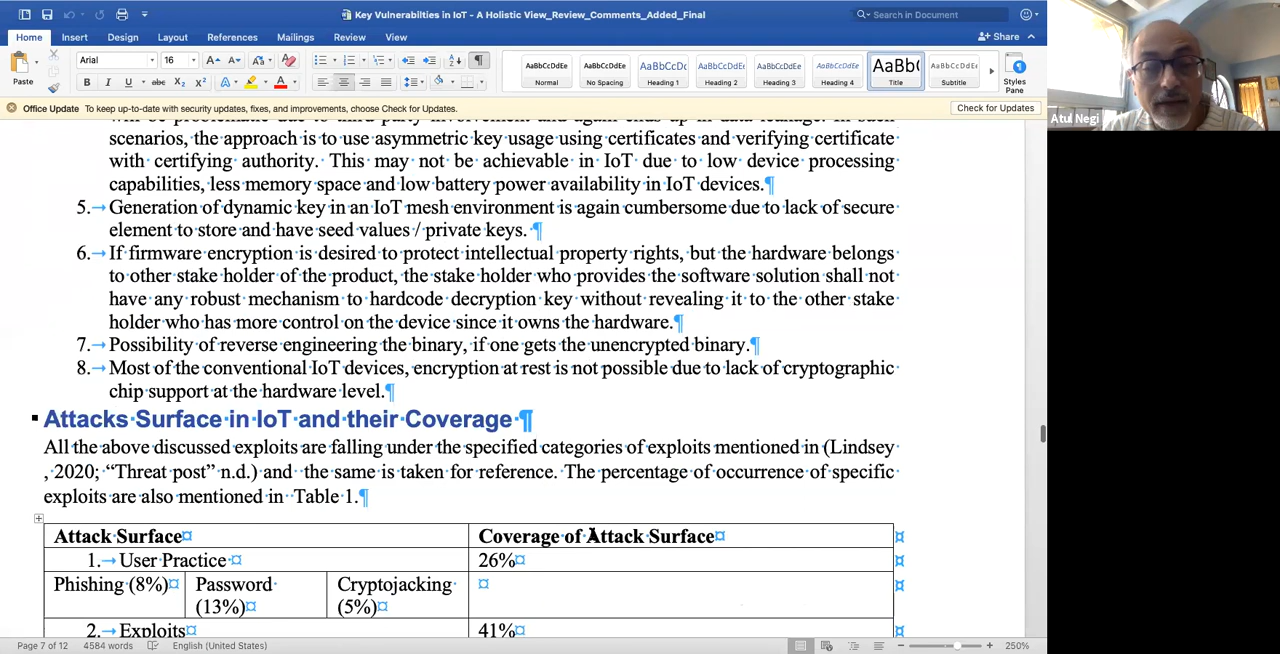 Key Vulnerabilties in IoT - A Holistic View_Review_Comments_Added_Final
Search in Document
Home Insert Design Layout References Mailings Review View
Share
Paste
Arial 16
AaBbCcDdEe AaBbCcDdEe AaBbCcDc AaBbCcDdEe AaBbCcDdEe AaBbCcDdEe AaBbC AaBbCcDdEe
Normal No Spacing Heading 1 Heading 2 Heading 3 Heading 4 Title Subtitle
Styles
Pane
Office Update To keep up-to-date with security updates, fixes, and improvements, choose Check for Updates.
Check for Updates
Atul Negi
scenarios, the approach is to use asymmetric key usage using certificates and verifying certificate
with certifying authority. This may not be achievable in IoT due to low device processing
capabilities, less memory space and low battery power availability in IoT devices.¶
5. Generation of dynamic key in an IoT mesh environment is again cumbersome due to lack of secure
element to store and have seed values / private keys. ¶
6. If firmware encryption is desired to protect intellectual property rights, but the hardware belongs
to other stake holder of the product, the stake holder who provides the software solution shall not
have any robust mechanism to hardcode decryption key without revealing it to the other stake
holder who has more control on the device since it owns the hardware.¶
7. Possibility of reverse engineering the binary, if one gets the unencrypted binary.¶
8. Most of the conventional IoT devices, encryption at rest is not possible due to lack of cryptographic
chip support at the hardware level.¶
Attacks Surface in IoT and their Coverage ¶
All the above discussed exploits are falling under the specified categories of exploits mentioned in (Lindsey
, 2020; “Threat post” n.d.) and the same is taken for reference. The percentage of occurrence of specific
exploits are also mentioned in Table 1.¶
Attack Surface Coverage of Attack Surface
1. User Practice 26%
Phishing (8%) Password Cryptojacking
(13%) (5%)
2. Exploits 41%
Page 7 of 12 4584 words English (United States) 250%